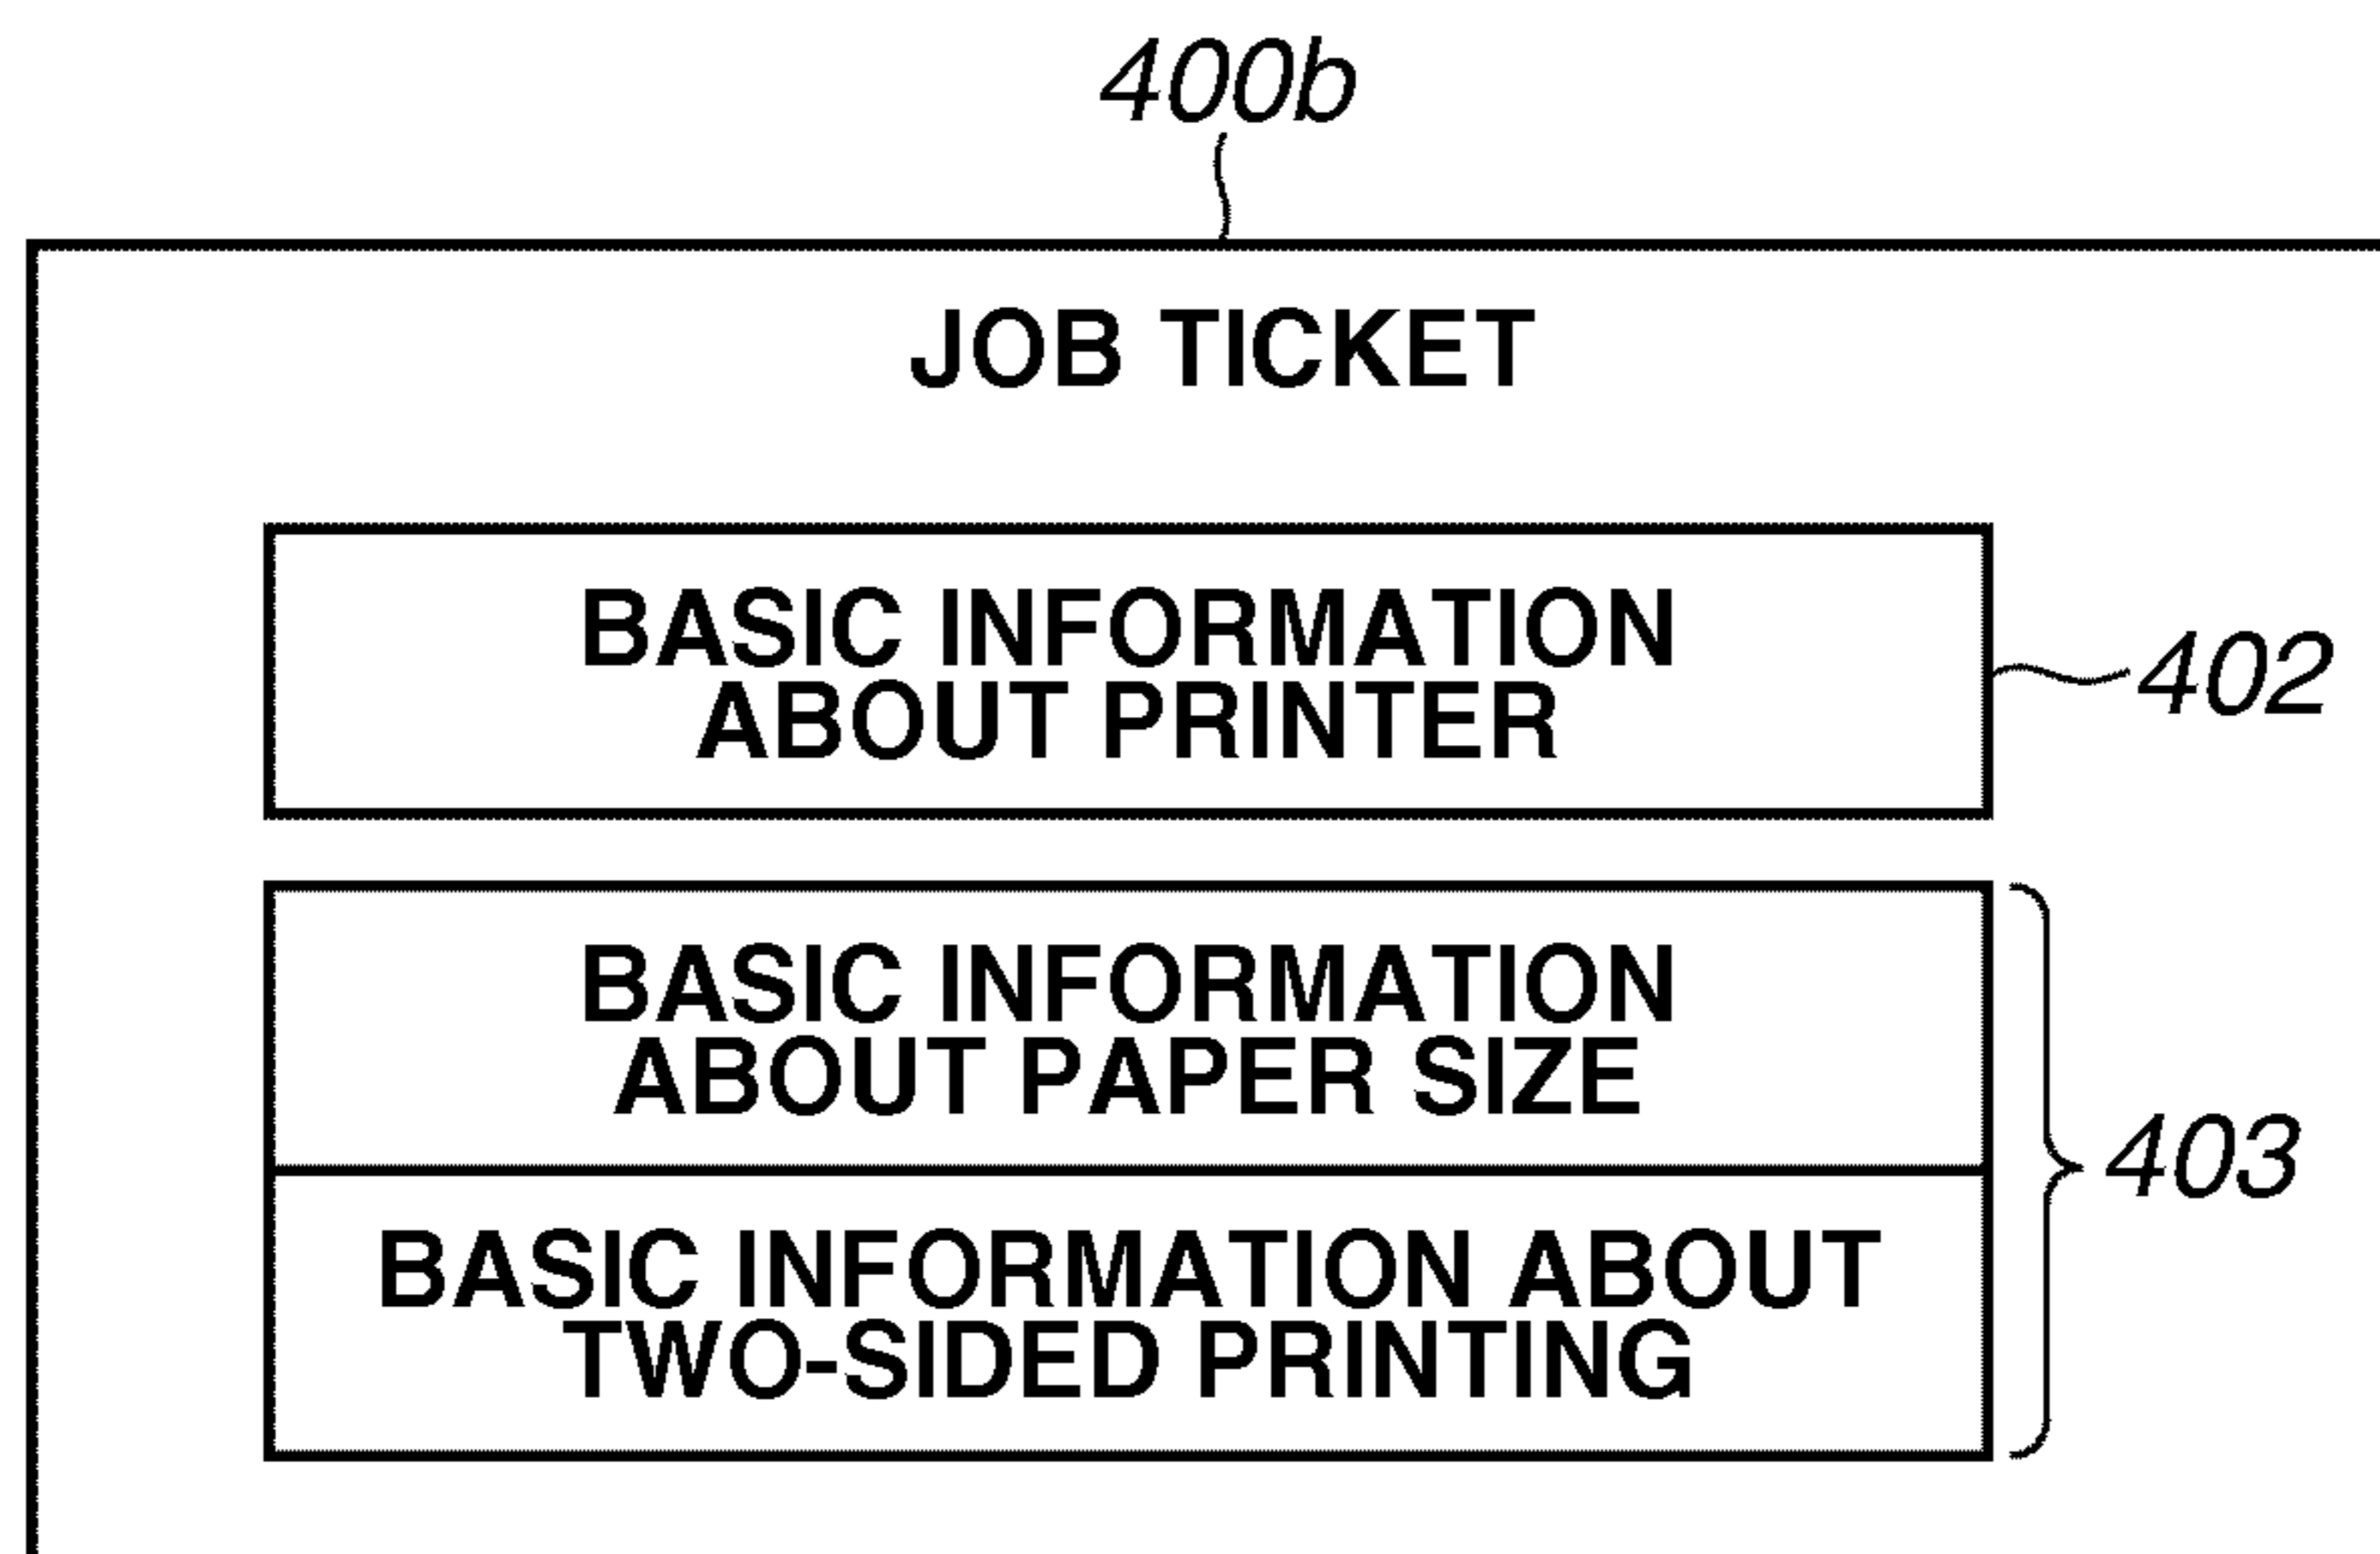 400b
JOB TICKET
BASIC INFORMATION
ABOUT PRINTER
402
BASIC INFORMATION
ABOUT PAPER SIZE
403
BASIC INFORMATION ABOUT
TWO-SIDED PRINTING